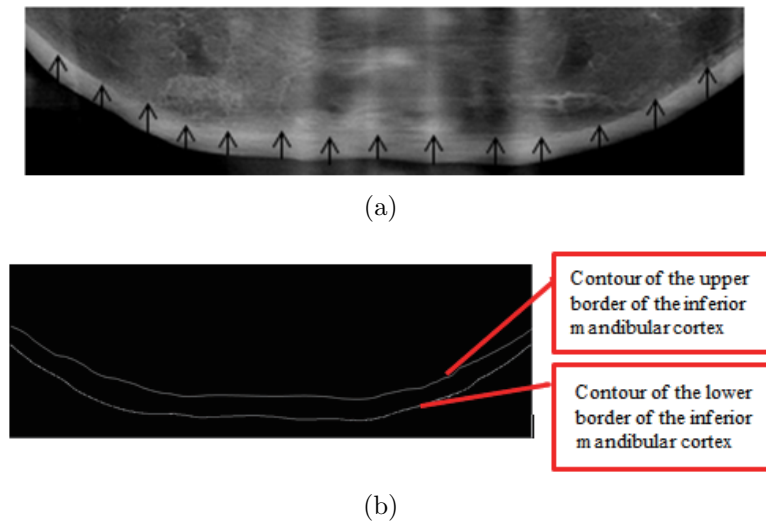 (a)
Contour of the upper
border of the inferior
m andibular cortex
Contour of the lower
border of the inferior
m andibular cortex
(b)